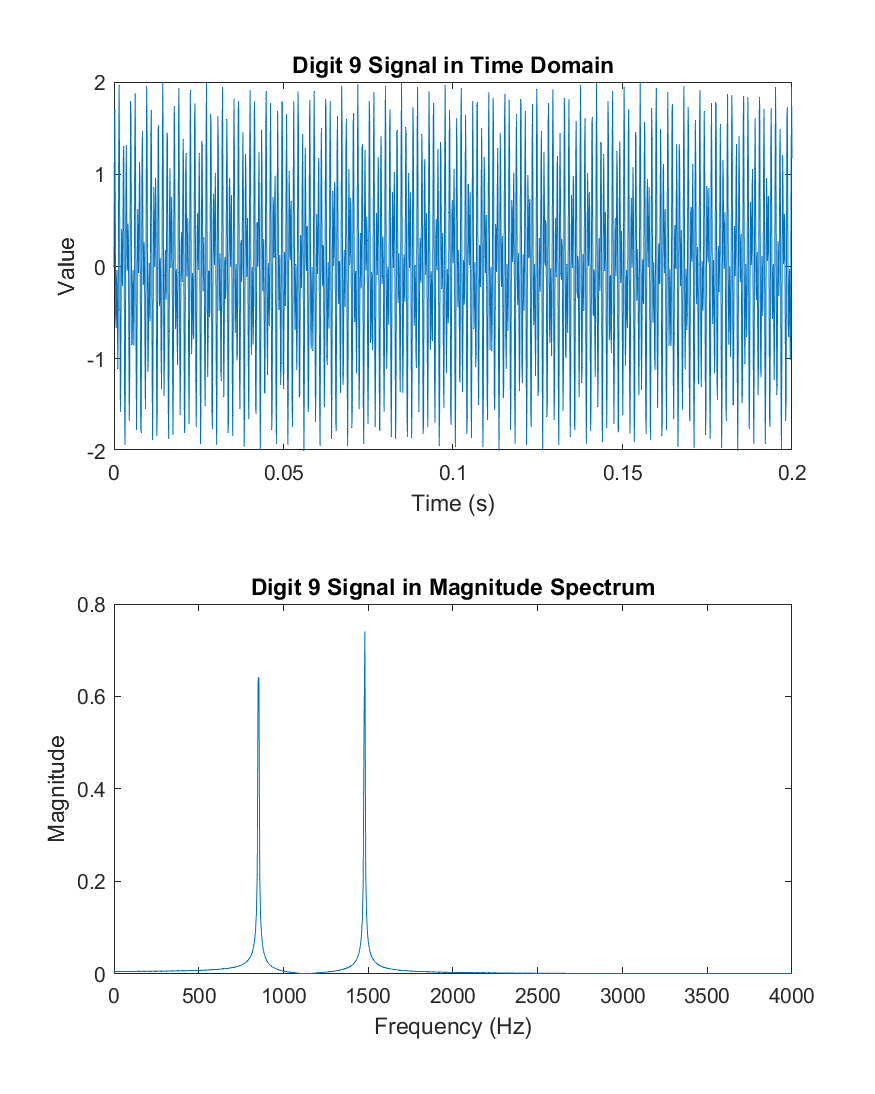 Digit 9 Signal in Time Domain
2
1
0
-1
-2
Value
0 0.05 0.1 0.15 0.2
Time (s)
Digit 9 Signal in Magnitude Spectrum
0.8
0.6
0.4
0.2
0
Magnitude
0 500 1000 1500 2000 2500 3000 3500 4000
Frequency (Hz)